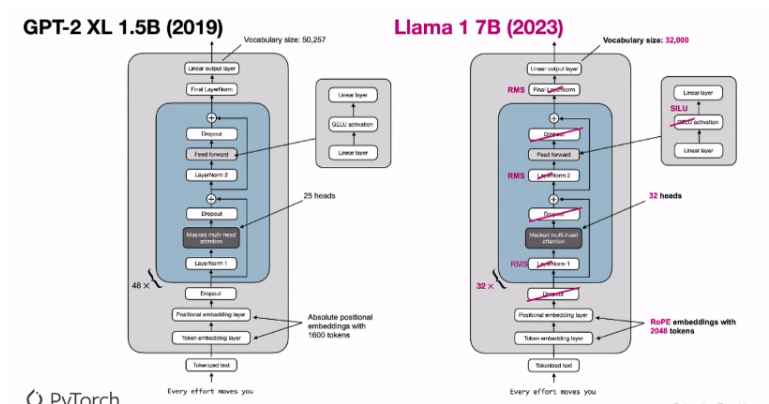 GPT-2 XL 1.5B (2019)
Vocabulary size: 50,257
Linear output layer
Final LayerNorm
Dropout
Feed forward
LayerNorm 2
Dropout
Masked multi-head
attention
LayerNorm 1
48 ×
Dropout
Positional embedding layer
Token embedding layer
Tokenized text
Every effort moves you
Linear layer
GELU activation
Linear layer
25 heads
Absolute positional
embeddings with
1600 tokens
PyTorch
Llama 1 7B (2023)
Vocabulary size: 32,000
Linear output layer
RMS Final LayerNorm
Dropout
Feed forward
RMS LayerNorm 2
Dropout
Masked multi-head
attention
RMS LayerNorm 1
32 ×
Dropout
Positional embedding layer
Token embedding layer
Tokenized text
Every effort moves you
Linear layer
SILU
GELU activation
Linear layer
32 heads
RoPE embeddings with
2048 tokens